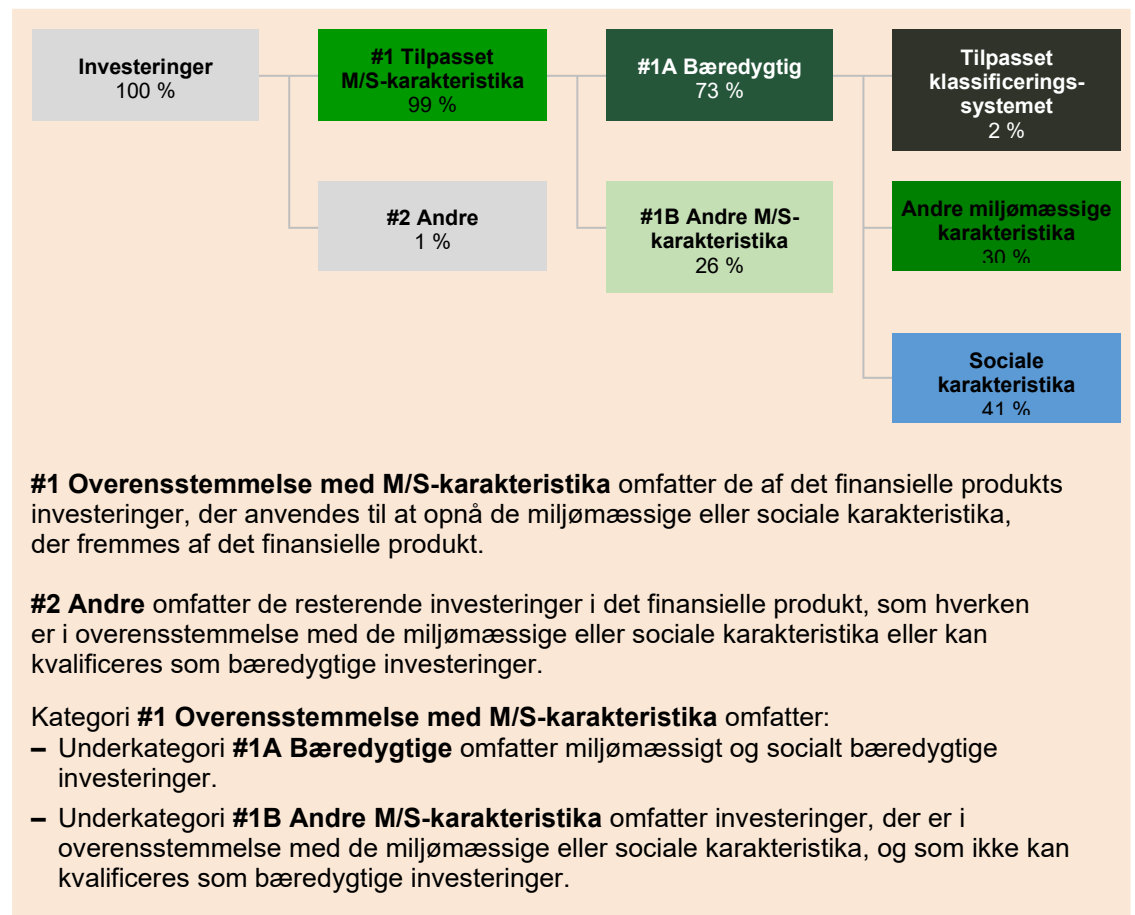 Investeringer
100 %
#1 Tilpasset
M/S-karakteristika
99 %
#1A Bæredygtig
73 %
Tilpasset
klassificerings-
systemet
2 %
#2 Andre
1 %
#1B Andre M/S-
karakteristika
26 %
Andre miljømæssige
karakteristika
30 %
Sociale
karakteristika
41 %
#1 Overensstemmelse med M/S-karakteristika omfatter de af det finansielle produkts
investeringer, der anvendes til at opnå de miljømæssige eller sociale karakteristika,
der fremmes af det finansielle produkt.
#2 Andre omfatter de resterende investeringer i det finansielle produkt, som hverken
er i overensstemmelse med de miljømæssige eller sociale karakteristika eller kan
kvalificeres som bæredygtige investeringer.
Kategori #1 Overensstemmelse med M/S-karakteristika omfatter:
– Underkategori #1A Bæredygtige omfatter miljømæssigt og socialt bæredygtige
investeringer.
– Underkategori #1B Andre M/S-karakteristika omfatter investeringer, der er i
overensstemmelse med de miljømæssige eller sociale karakteristika, og som ikke kan
kvalificeres som bæredygtige investeringer.